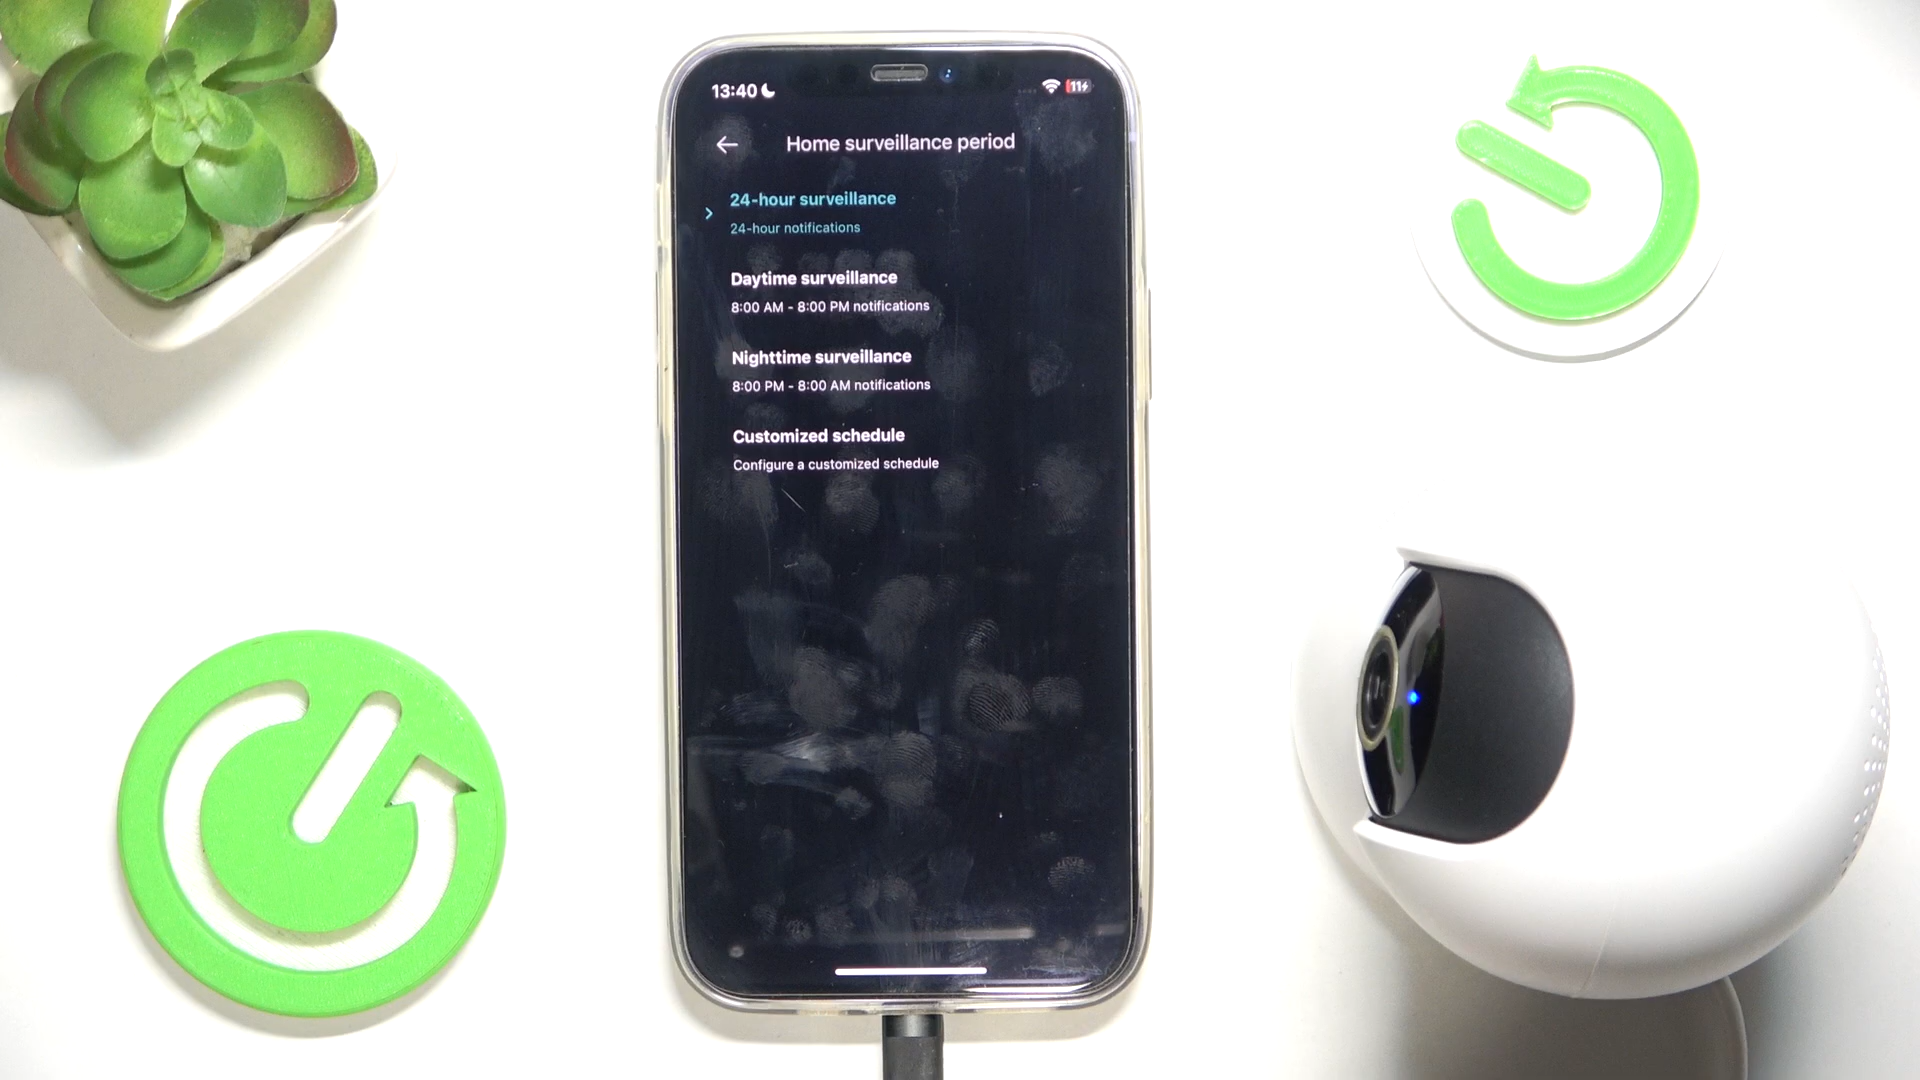 13:40
11
Home surveillance period
24-hour surveillance
24-hour notifications
Daytime surveillance
8:00 AM - 8:00 PM notifications
Nighttime surveillance
8:00 PM - 8:00 AM notifications
Customized schedule
Configure a customized schedule